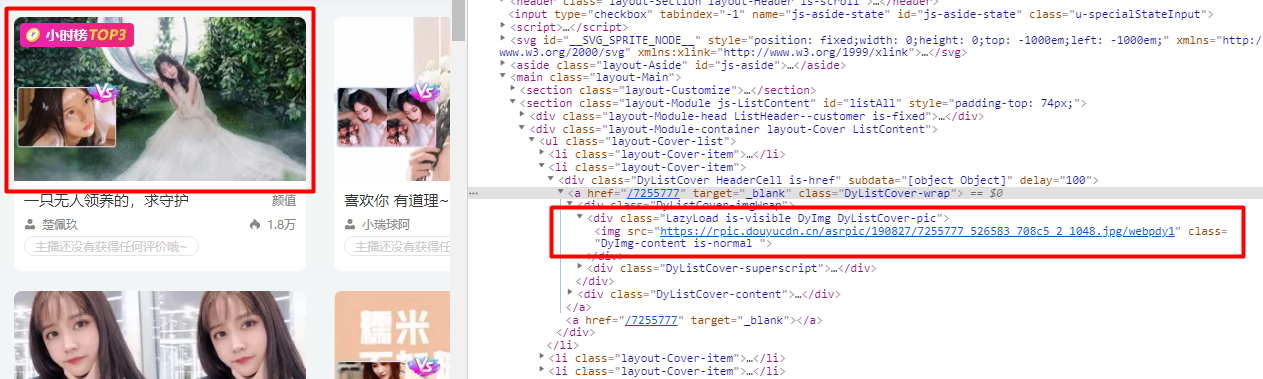 小时榜TOP3
一只无人领养的，求守护 颜值
楚佩玖 1.8万
主播还没有获得任何评价哦~
喜欢你 有道理~
小瑞球阿
主播还没有获
糯米
VS
VS
VS
<header class="layout-Section layout-Header is-scroll">…</header>
<input type="checkbox" tabindex="-1" name="js-aside-state" id="js-aside-state" class="u-specialStateInput">
<script>…</script>
<svg id="__SVG_SPRITE_NODE__" style="position: fixed;width: 0;height: 0;top: -1000em;left: -1000em;" xmlns="http://
www.w3.org/2000/svg" xmlns:xlink="http://www.w3.org/1999/xlink">…</svg>
<aside class="layout-Aside" id="js-aside">…</aside>
<main class="layout-Main">
<section class="layout-Customize">…</section>
<section class="layout-Module js-ListContent" id="listAll" style="padding-top: 74px;">
<div class="layout-Module-head ListHeader--customer is-fixed">…</div>
<div class="layout-Module-container layout-Cover ListContent">
<ul class="layout-Cover-list">
<li class="layout-Cover-item">…</li>
<li class="layout-Cover-item">
<div class="DyListCover HeaderCell is-href" subdata="[object Object]" delay="100">
<a href="/7255777" target="_blank" class="DyListCover-wrap"> == $0
<div class="DyListCover-imgWrap">
<div class="LazyLoad is-visible DyImg DyListCover-pic">
<img src="https://rpic.douyucdn.cn/asrpic/190827/7255777_526583_708c5_2_1048.jpg/webpdy1" class=
"DyImg-content is-normal ">
</div>
<div class="DyListCover-superscript">…</div>
</div>
<div class="DyListCover-content">…</div>
</a>
<a href="/7255777" target="_blank"></a>
</div>
</li>
<li class="layout-Cover-item">…</li>
<li class="layout-Cover-item">…</li>